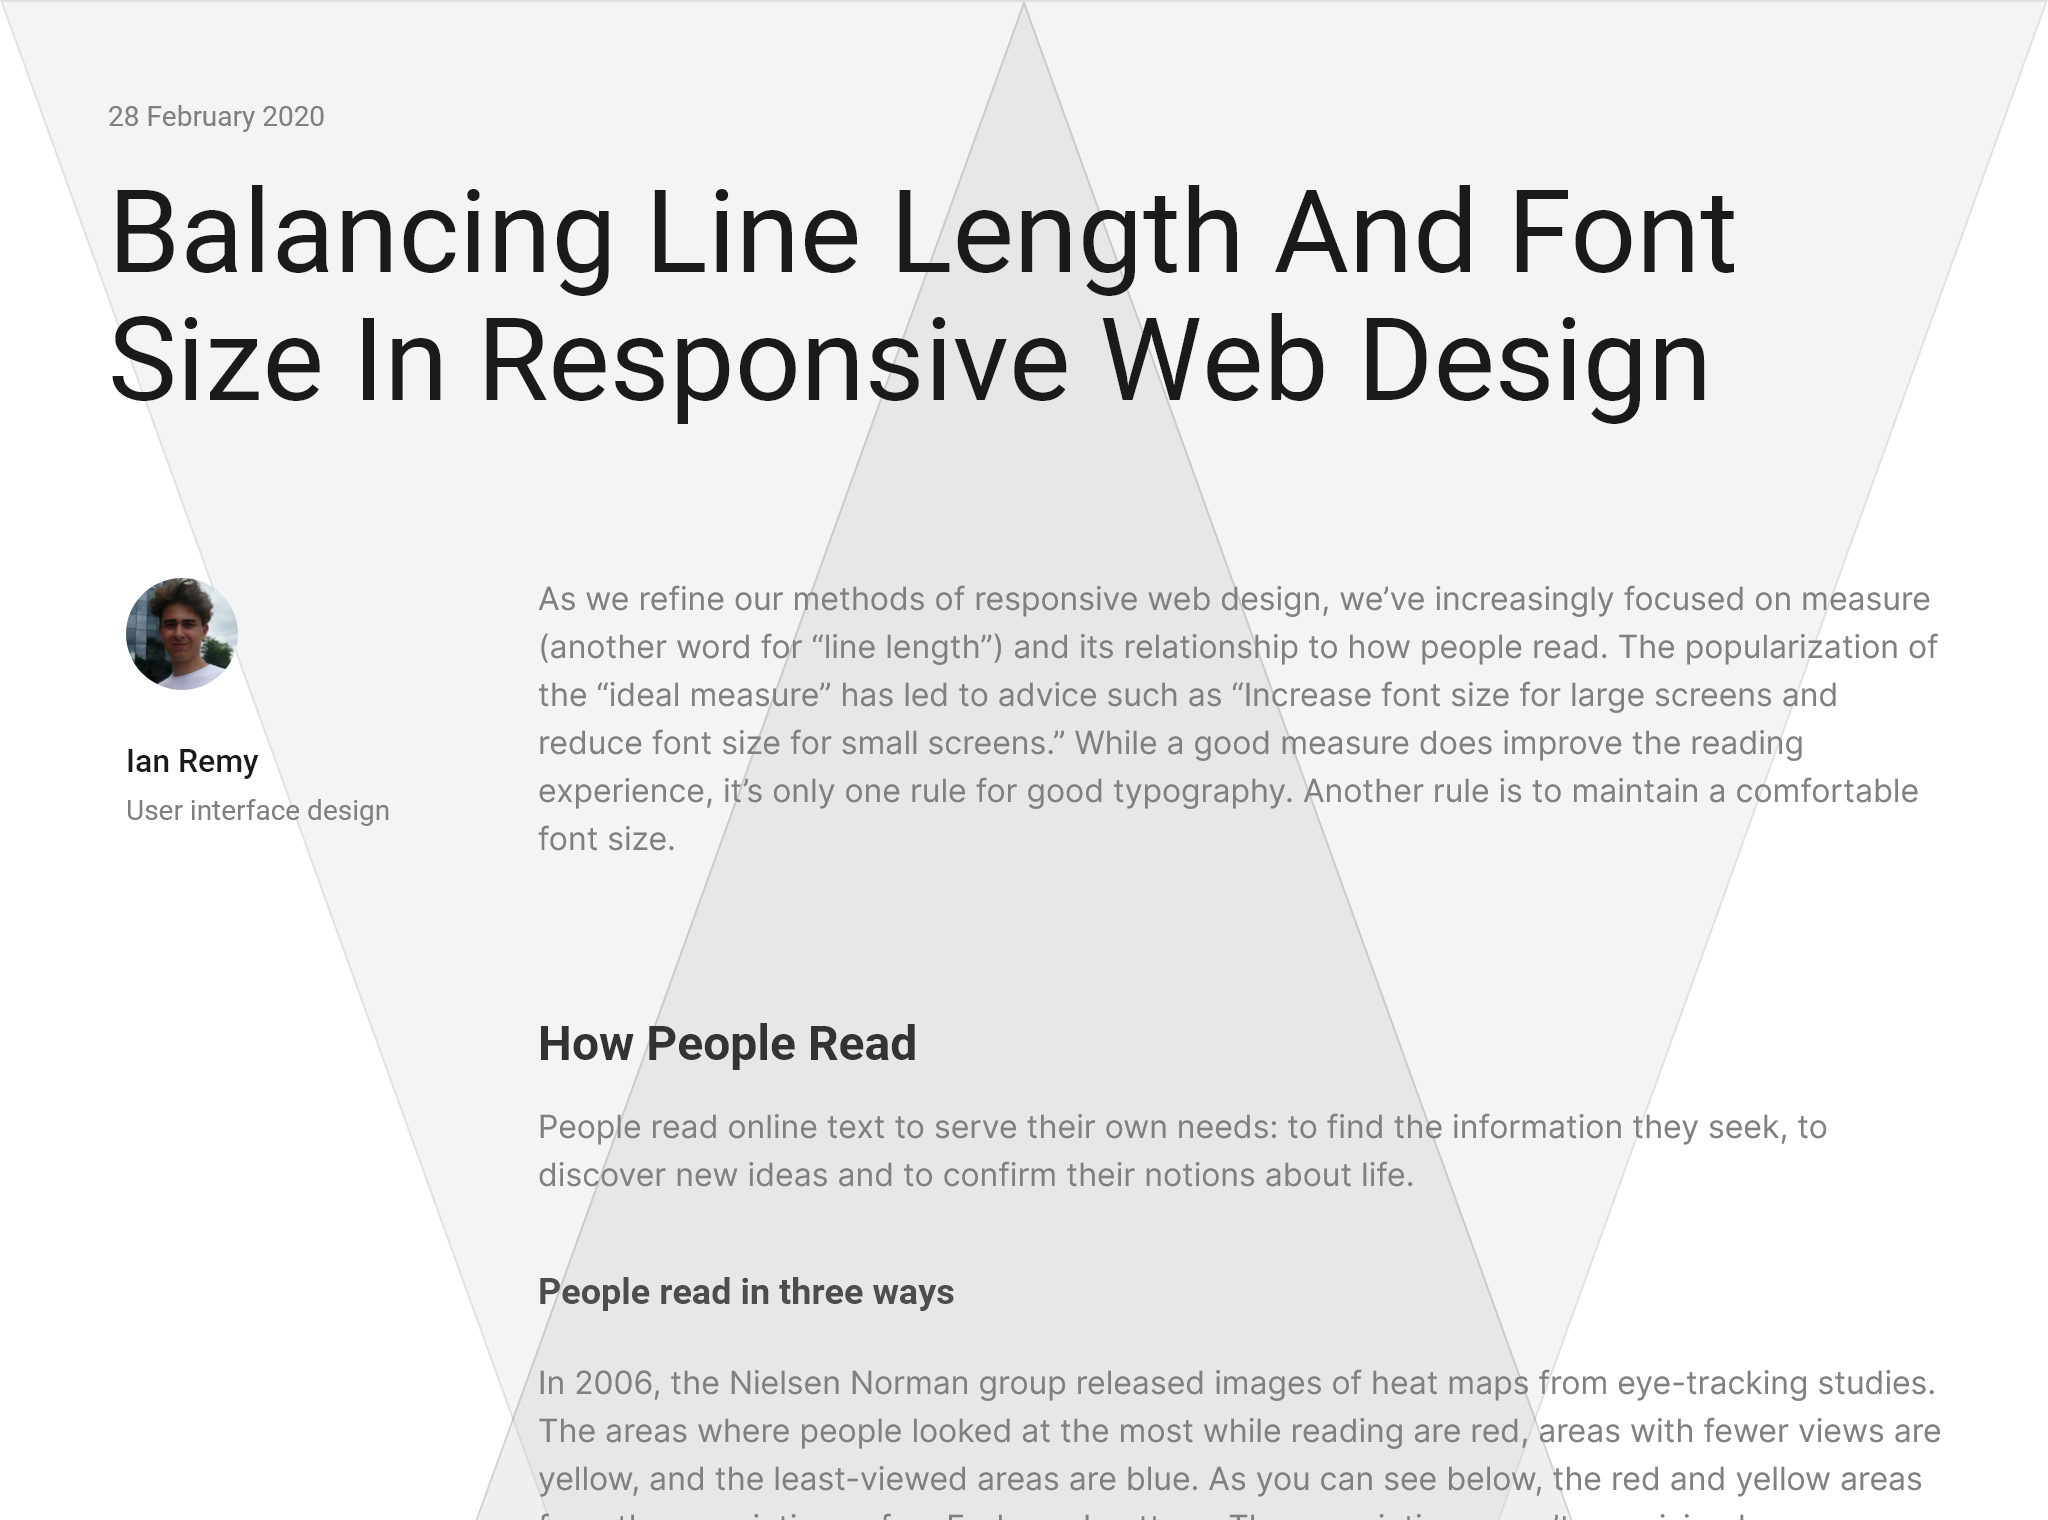 28 February 2020
Balancing Line Length And Font
Size In Responsive Web Design
Ian Remy
User interface design
As we refine our methods of responsive web design, we’ve increasingly focused on measure
(another word for “line length”) and its relationship to how people read. The popularization of
the “ideal measure” has led to advice such as “Increase font size for large screens and
reduce font size for small screens.” While a good measure does improve the reading
experience, it’s only one rule for good typography. Another rule is to maintain a comfortable
font size.
How People Read
People read online text to serve their own needs: to find the information they seek, to
discover new ideas and to confirm their notions about life.
People read in three ways
In 2006, the Nielsen Norman group released images of heat maps from eye-tracking studies.
The areas where people looked at the most while reading are red, areas with fewer views are
yellow, and the least-viewed areas are blue. As you can see below, the red and yellow areas